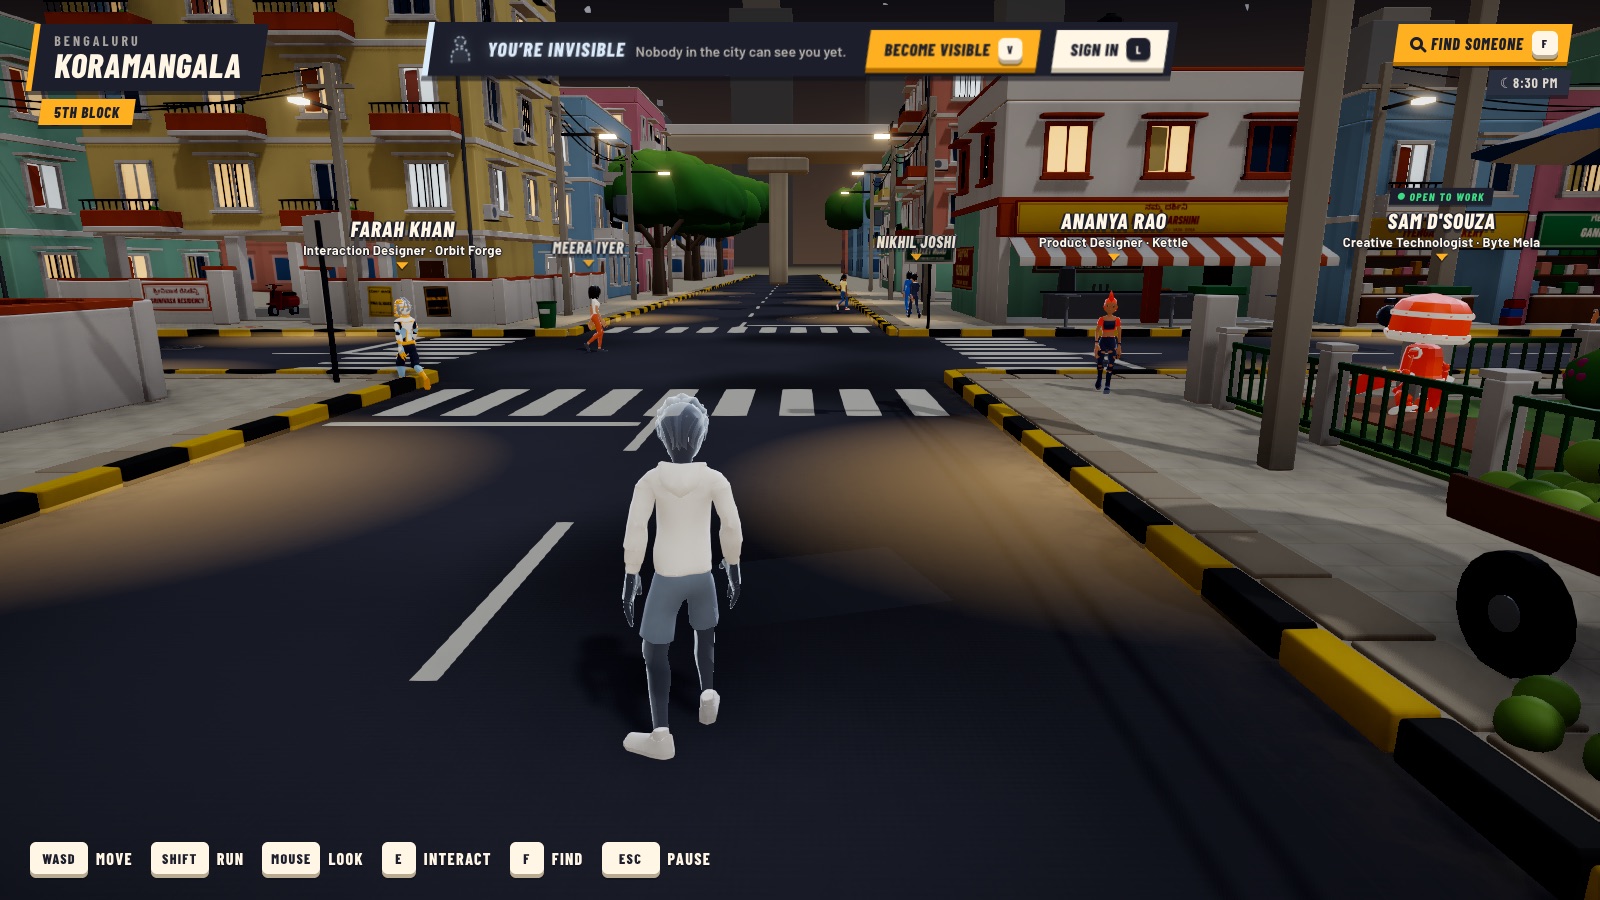 BENGALURU
KORAMANGALA
5TH BLOCK
YOU'RE INVISIBLE Nobody in the city can see you yet.
BECOME VISIBLE V
SIGN IN L
FIND SOMEONE F
8:30 PM
FARAH KHAN
Interaction Designer · Orbit Forge
MEERA IYER
NIKHIL JOSHI
ANANYA RAO
Product Designer · Kettle
OPEN TO WORK
SAM D'SOUZA
Creative Technologist · Byte Mela
WASD MOVE SHIFT RUN MOUSE LOOK E INTERACT F FIND ESC PAUSE